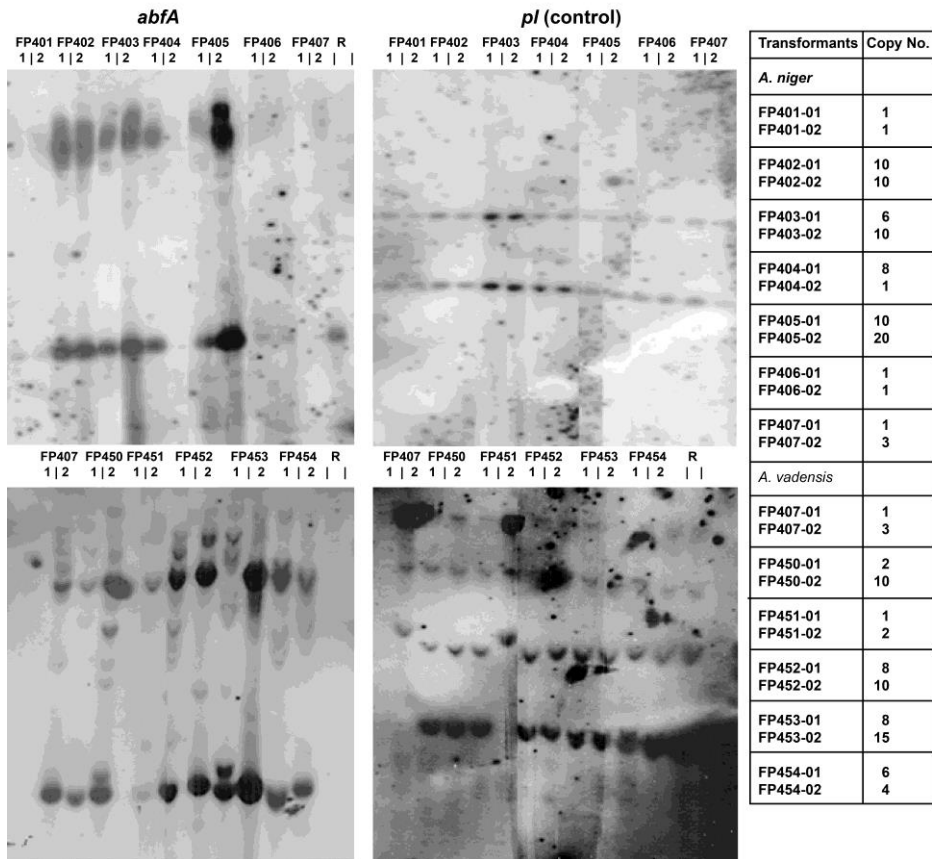 abfA
FP401 FP402 FP403 FP404 FP405 FP406 FP407 R
1 | 2 1 | 2 1 | 2 1 | 2 1 | 2 1 | 2 1 | 2 | |
pl (control)
FP401 FP402 FP403 FP404 FP405 FP406 FP407
1 | 2 1 | 2 1 | 2 1 | 2 1 | 2 1 | 2 1 | 2
FP407 FP450 FP451 FP452 FP453 FP454 R
1 | 2 1 | 2 1 | 2 1 | 2 1 | 2 1 | 2 | |
FP407 FP450 FP451 FP452 FP453 FP454 R
1 | 2 1 | 2 1 | 2 1 | 2 1 | 2 1 | 2 | |
Transformants Copy No.
A. niger
FP401-01 1
FP401-02 1
FP402-01 10
FP402-02 10
FP403-01 6
FP403-02 10
FP404-01 8
FP404-02 1
FP405-01 10
FP405-02 20
FP406-01 1
FP406-02 1
FP407-01 1
FP407-02 3
A. vadensis
FP407-01 1
FP407-02 3
FP450-01 2
FP450-02 10
FP451-01 1
FP451-02 2
FP452-01 8
FP452-02 10
FP453-01 8
FP453-02 15
FP454-01 6
FP454-02 4